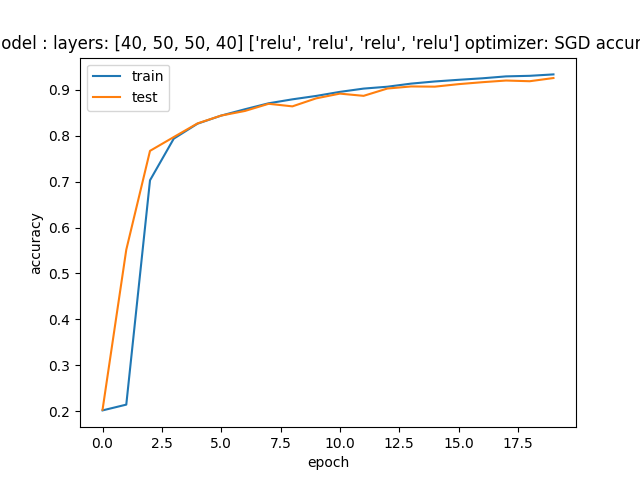 odel : layers: [40, 50, 50, 40] ['relu', 'relu', 'relu', 'relu'] optimizer: SGD accur
train
test
accuracy
0.9
0.8
0.7
0.6
0.5
0.4
0.3
0.2
0.0 2.5 5.0 7.5 10.0 12.5 15.0 17.5
epoch